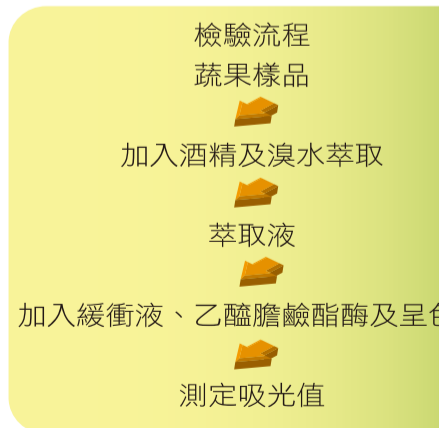 檢驗流程
蔬果樣品
加入酒精及溴水萃取
萃取液
加入緩衝液、乙醯膽鹼酯酶及呈色
測定吸光值